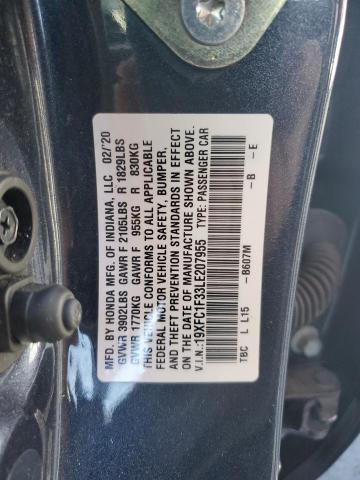 MFD. BY HONDA MFG. OF INDIANA, LLC 02/'20
GVWR 3902LBS GAWR F 2105LBS R 1829LBS
GVWR 1770KG GAWR F 955KG R 830KG
THIS VEHICLE CONFORMS TO ALL APPLICABLE
FEDERAL MOTOR VEHICLE SAFETY, BUMPER,
AND THEFT PREVENTION STANDARDS IN EFFECT
ON THE DATE OF MANUFACTURE SHOWN ABOVE.
V.I.N.: 19XFC1F33LE207955 TYPE: PASSENGER CAR
TBC L L15 -B607M -B -E